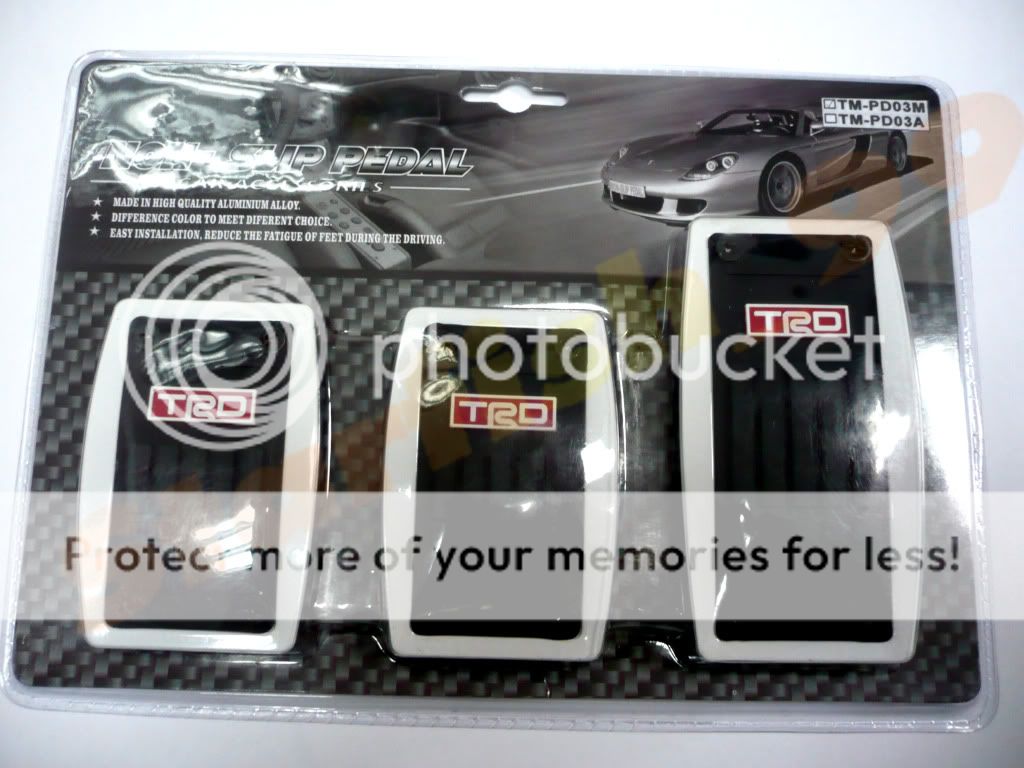 ☑TM-PD03M
☐TM-PD03A
NON-SLIP PEDAL
★ MADE IN HIGH QUALITY ALUMINIUM ALLOY.
★ DIFFERENCE COLOR TO MEET DIFERENT CHOICE.
★ EASY INSTALLATION, REDUCE THE FATIGUE OF FEET DURING THE DRIVING.
TRD
TRD
TRD
photobucket
Protect more of your memories for less!